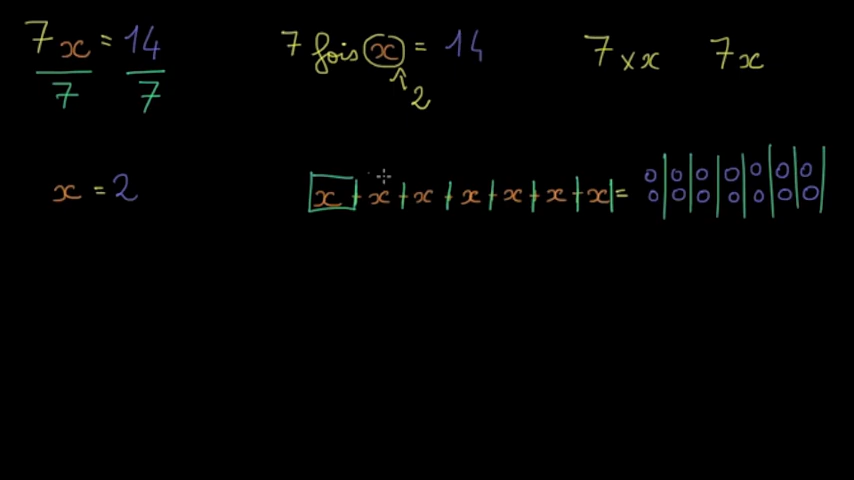 7x = 14
7 7
x = 2
7 fois x = 14
2
7 × x 7x
x + x + x + x + x + x + x =